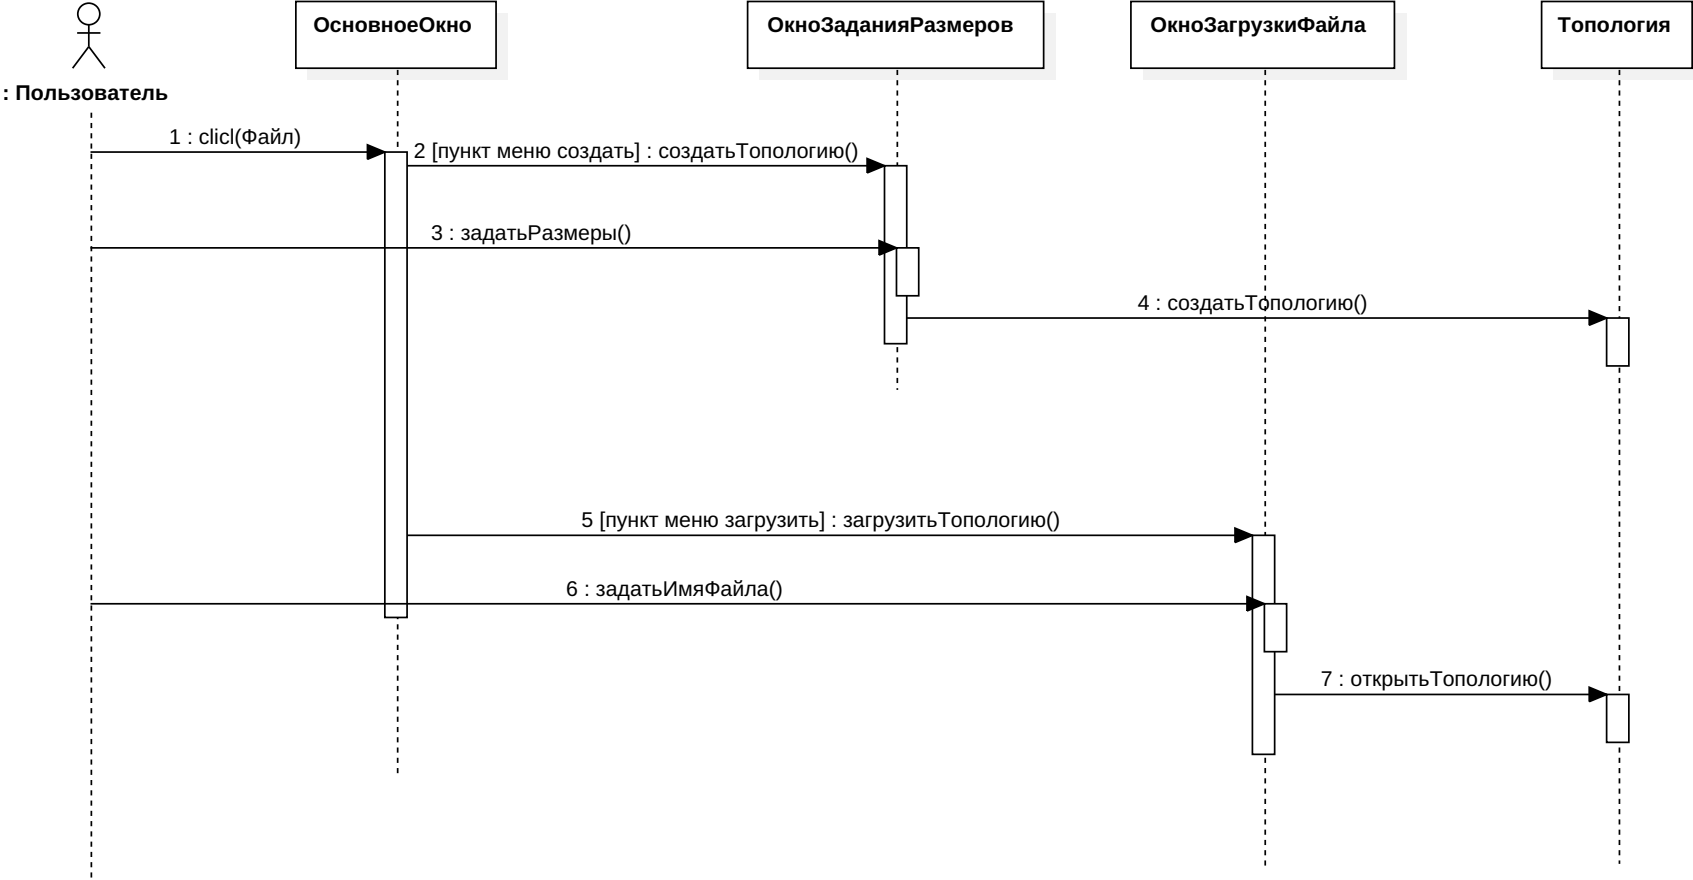 ОсновноеОкно
ОкноЗаданияРазмеров
ОкноЗагрузкиФайла
Топология
: Пользователь
1 : clicl(Файл)
2 [пункт меню создать] : создатьТопологию()
3 : задатьРазмеры()
4 : создатьТопологию()
5 [пункт меню загрузить] : загрузитьТопологию()
6 : задатьИмяФайла()
7 : открытьТопологию()